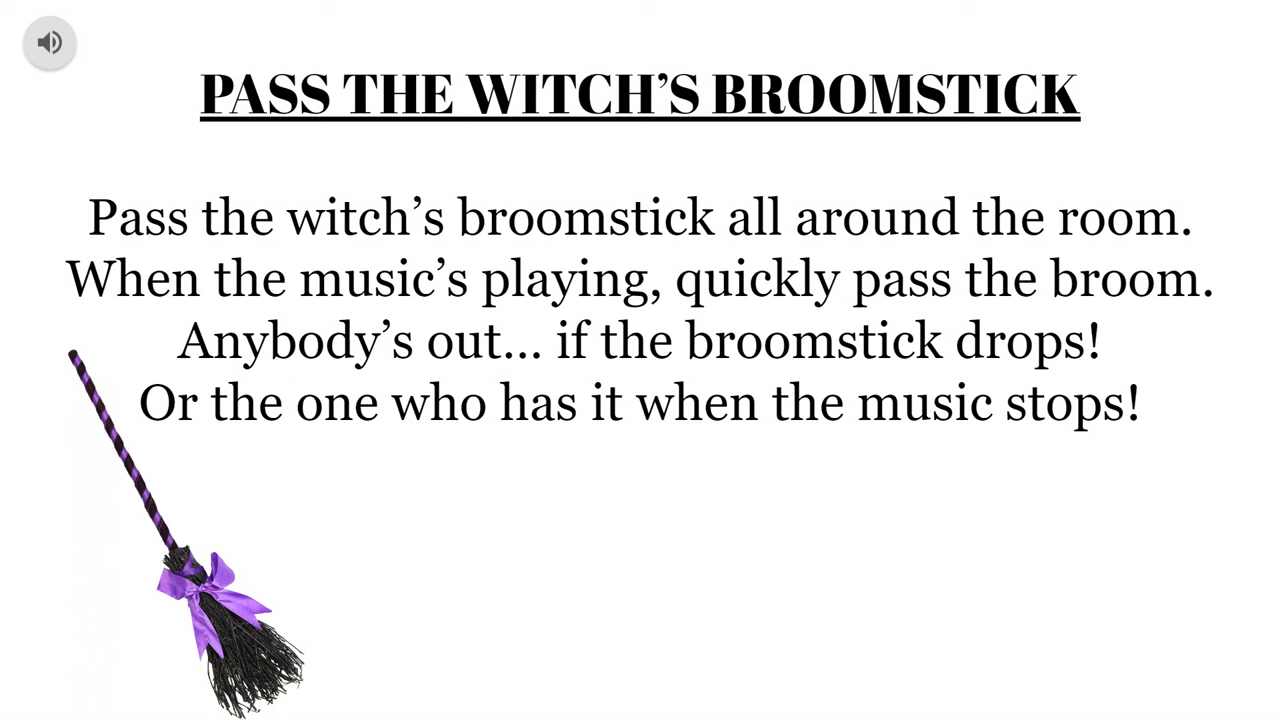 PASS THE WITCH’S BROOMSTICK
Pass the witch’s broomstick all around the room.
When the music’s playing, quickly pass the broom.
Anybody’s out... if the broomstick drops!
Or the one who has it when the music stops!